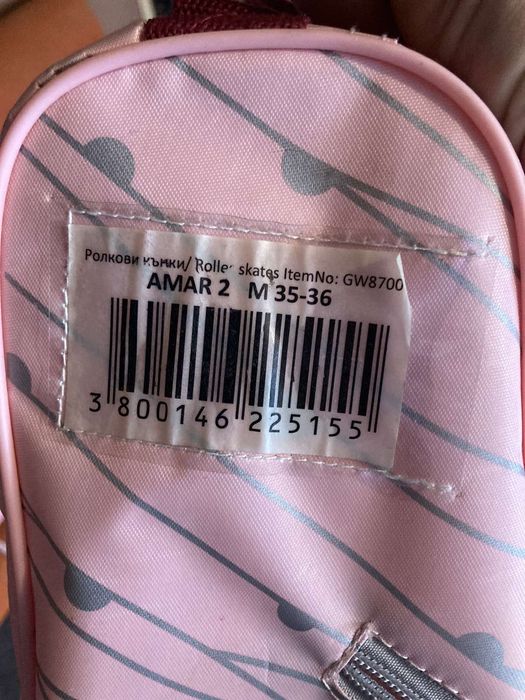 Ролкови кънки/ Roller skates ItemNo: GW8700
AMAR 2 M 35-36
3 800146 225155